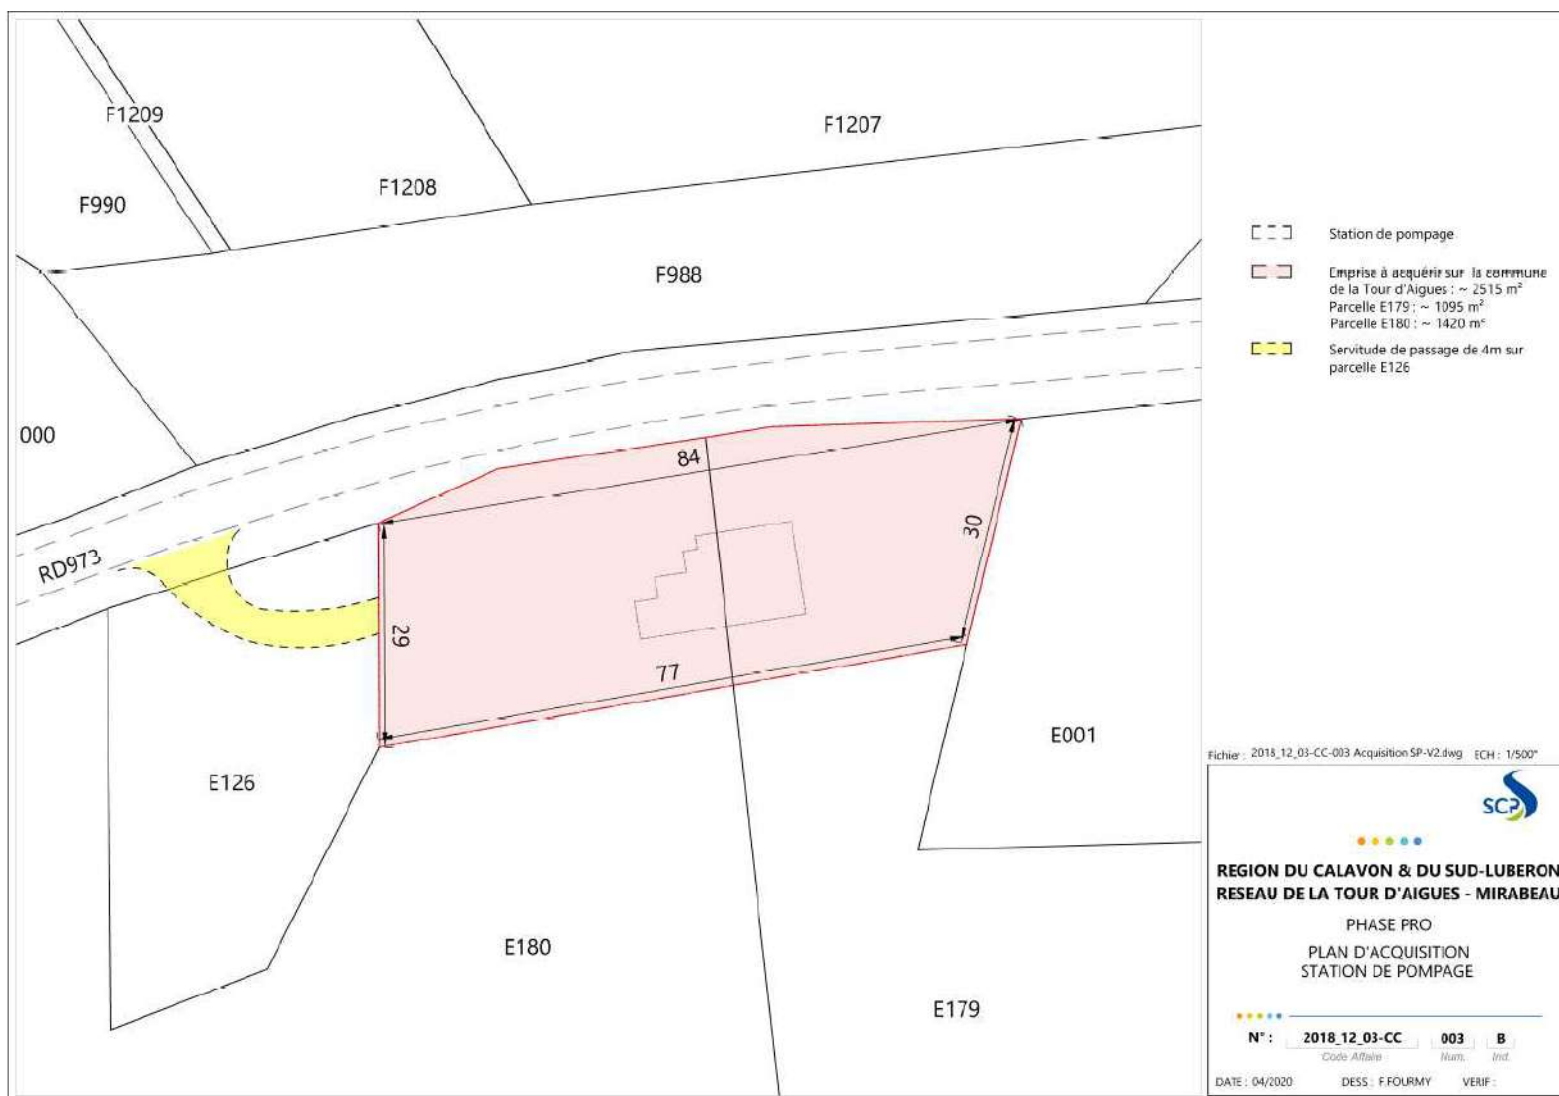 F1209
F1207
F1208
F990
F988
000
84
30
RD973
29
77
E001
E126
E180
E179
Station de pompage
Emprise à acquérir sur la commune
de la Tour d'Aigues : ~ 2515 m²
Parcelle E179 : ~ 1095 m²
Parcelle E180 : ~ 1420 m²
Servitude de passage de 4m sur
parcelle E126
Fichier : 2018_12_03-CC-003 Acquisition SP-V2.dwg ECH : 1/500°
SCP
REGION DU CALAVON & DU SUD-LUBERON
RESEAU DE LA TOUR D'AIGUES - MIRABEAU
PHASE PRO
PLAN D'ACQUISITION
STATION DE POMPAGE
N° : 2018_12_03-CC 003 B
Code Affaire Num. Ind.
DATE : 04/2020 DESS : F.FOURMY VERIF :